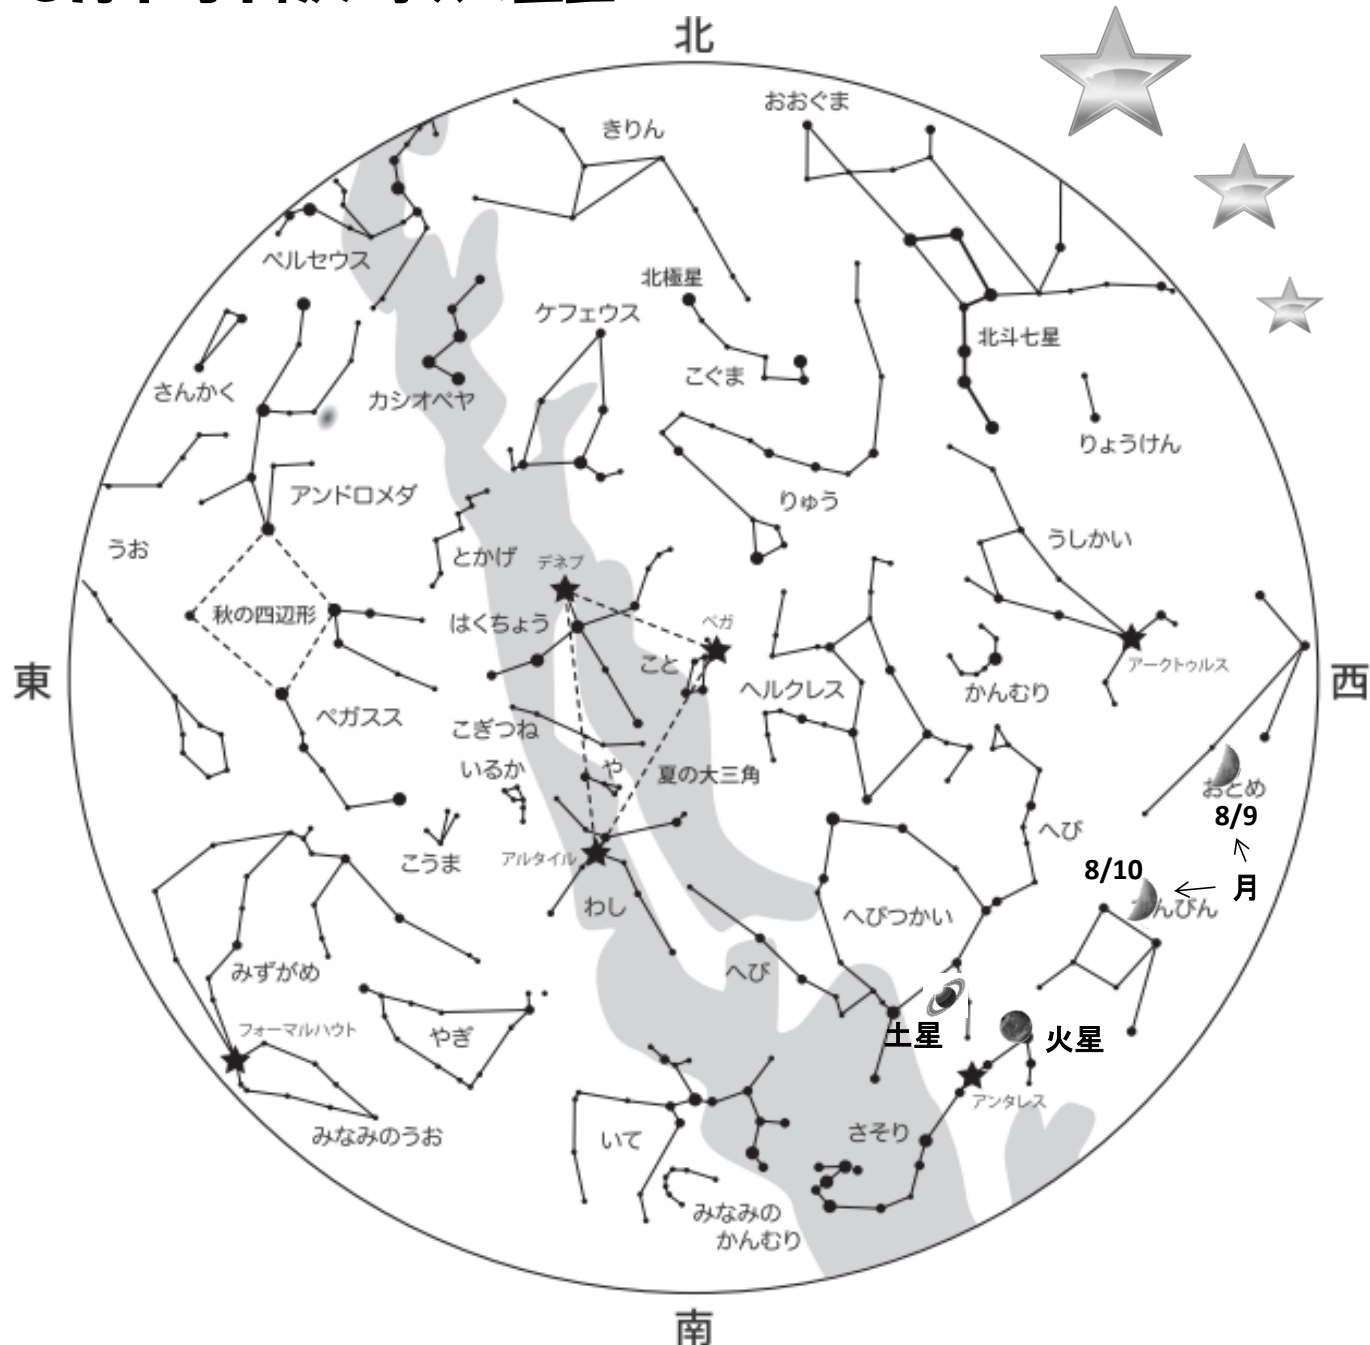 北
おおぐま
きりん
ペルセウス
北極星
ケフェウス
北斗七星
こぐま
さんかく
カシオペヤ
りょうけん
アンドロメダ
りゅう
うしかい
うお
とかげ
デネブ
秋の四辺形
はくちょう
ベガ
こと
アークトゥルス
東
西
ヘルクレス
かんむり
ペガスス
こぎつね
いるか
や
夏の大三角
おとめ
8/9
へび
こうま
アルタイル
8/10
月
わし
へびつかい
んびん
みずがめ
へび
フォーマルハウト
やぎ
土星
火星
アンタレス
みなみのうお
いて
さそり
みなみの
かんむり
南